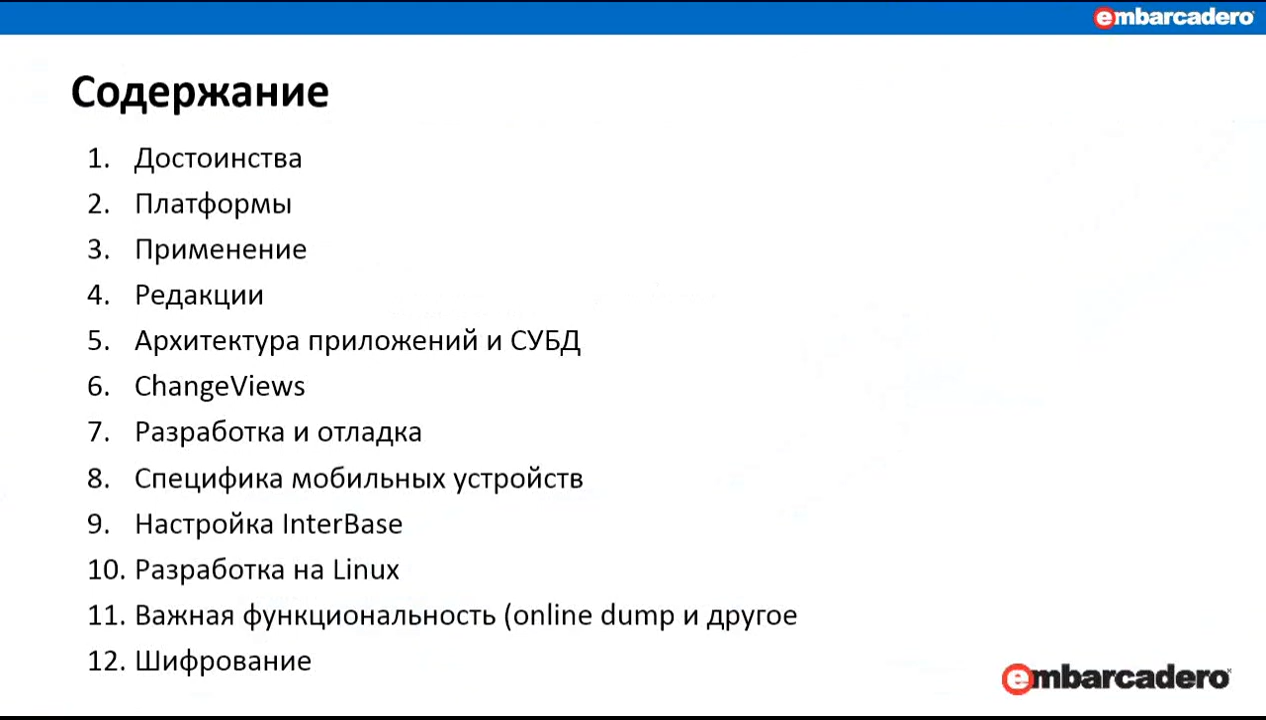 embarcadero
Содержание
1. Достоинства
2. Платформы
3. Применение
4. Редакции
5. Архитектура приложений и СУБД
6. ChangeViews
7. Разработка и отладка
8. Специфика мобильных устройств
9. Настройка InterBase
10. Разработка на Linux
11. Важная функциональность (online dump и другое
12. Шифрование
embarcadero